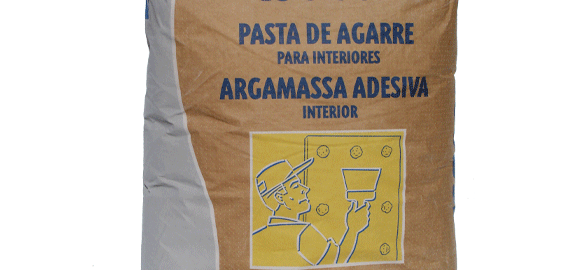 PASTA DE AGARRE
PARA INTERIORES
ARGAMASSA ADESIVA
INTERIOR